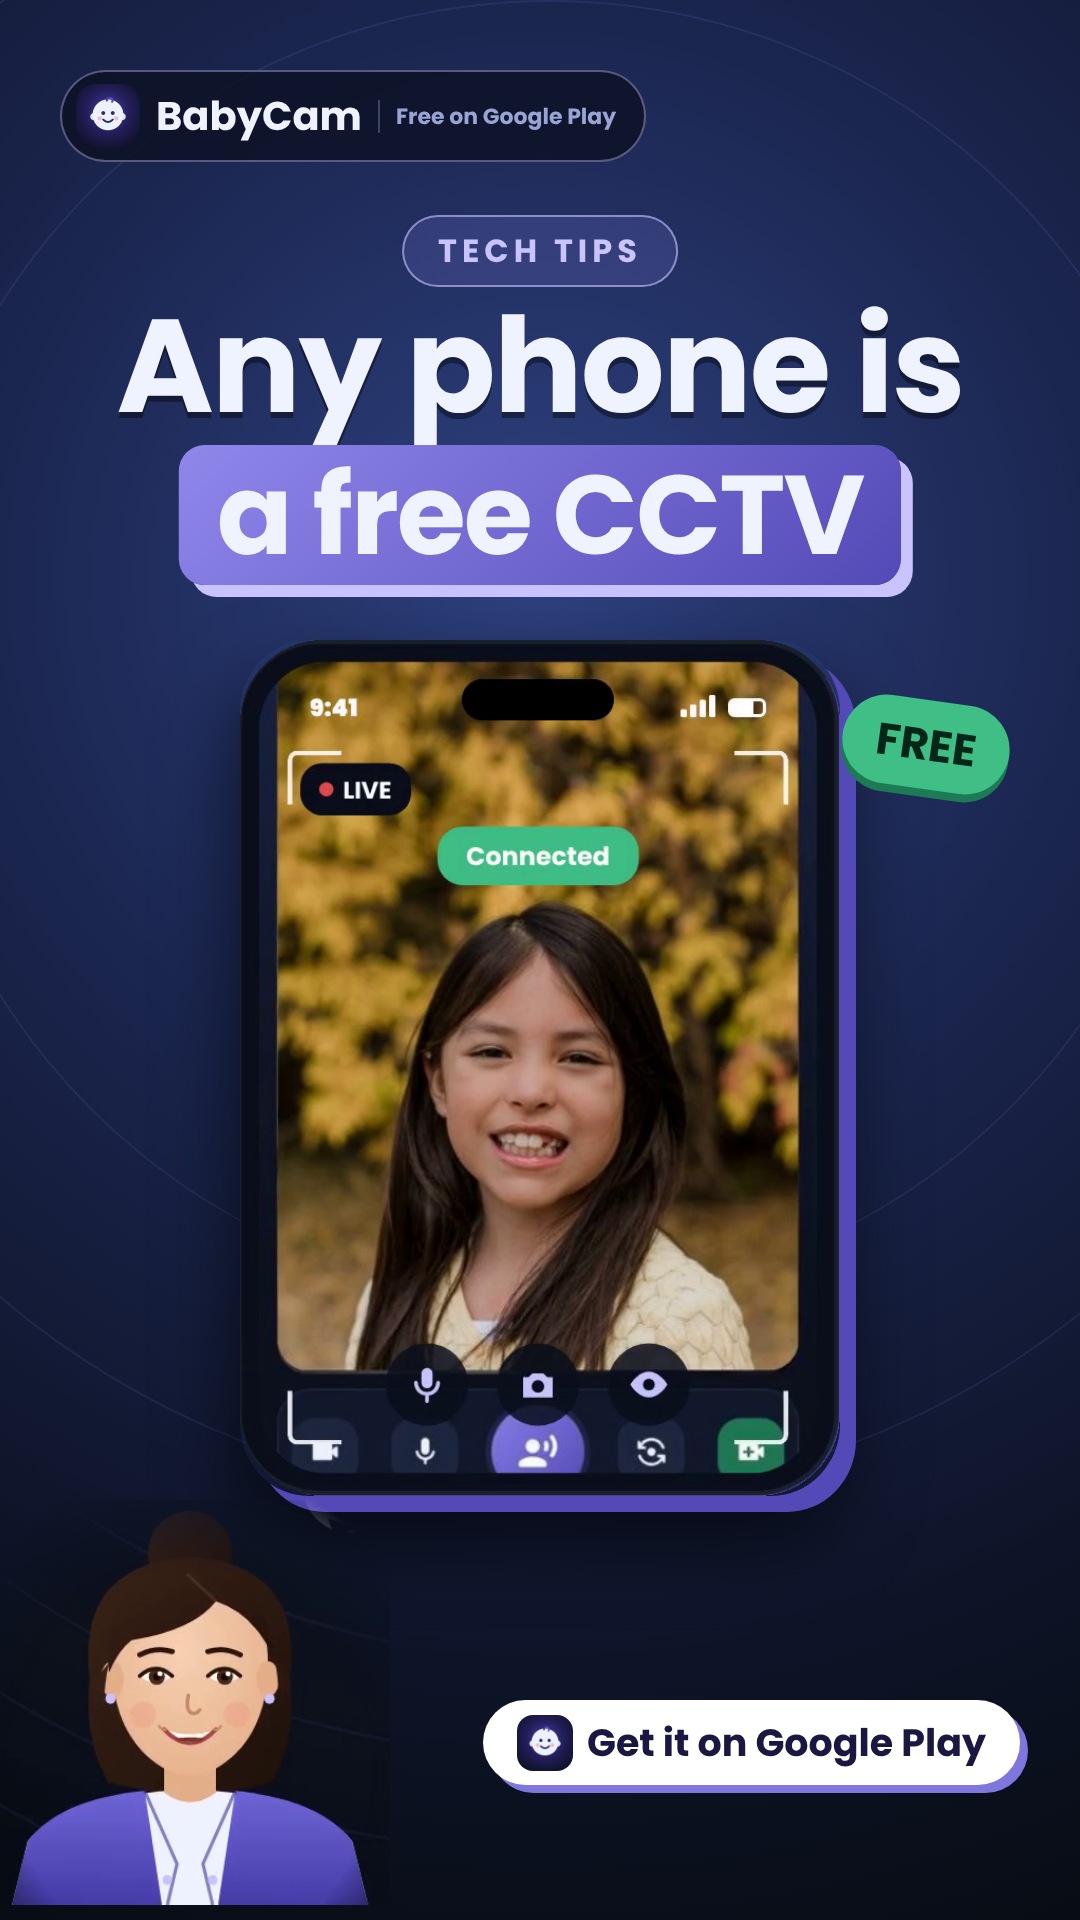 BabyCam | Free on Google Play
TECH TIPS
Any phone is
a free CCTV
9:41
LIVE
Connected
FREE
Get it on Google Play